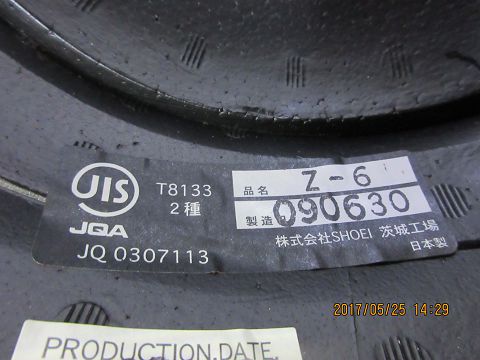 JIS
JQA
T8133
2種
JQ 0307113
品名 Z-6
製造 090630
株式会社SHOEI 茨城工場
日本製
PRODUCTION.DATE.
2017/05/25 14:29